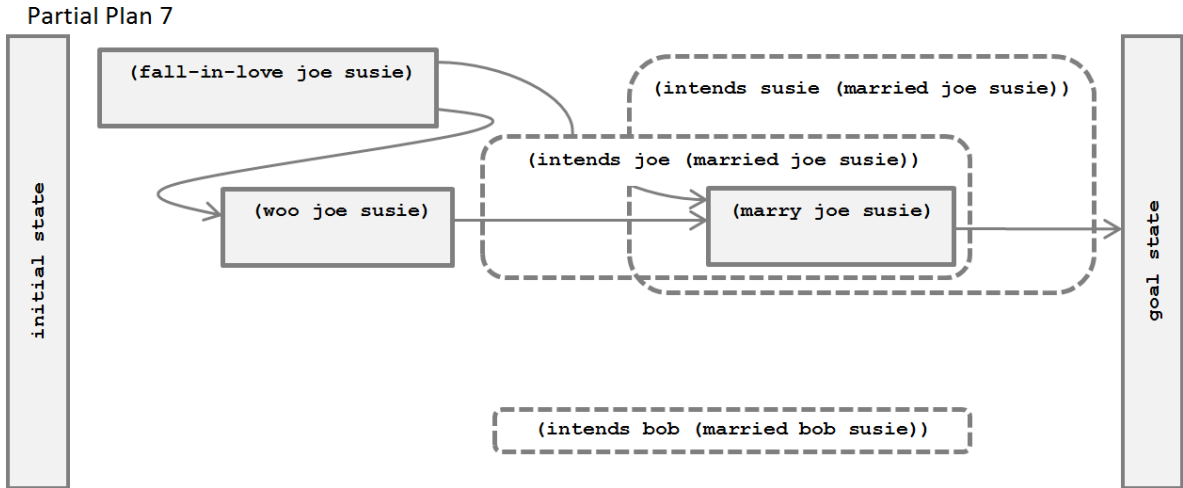 Partial Plan 7
initial state
(fall-in-love joe susie)
(intends susie (married joe susie))
(intends joe (married joe susie))
(woo joe susie)
(marry joe susie)
goal state
(intends bob (married bob susie))